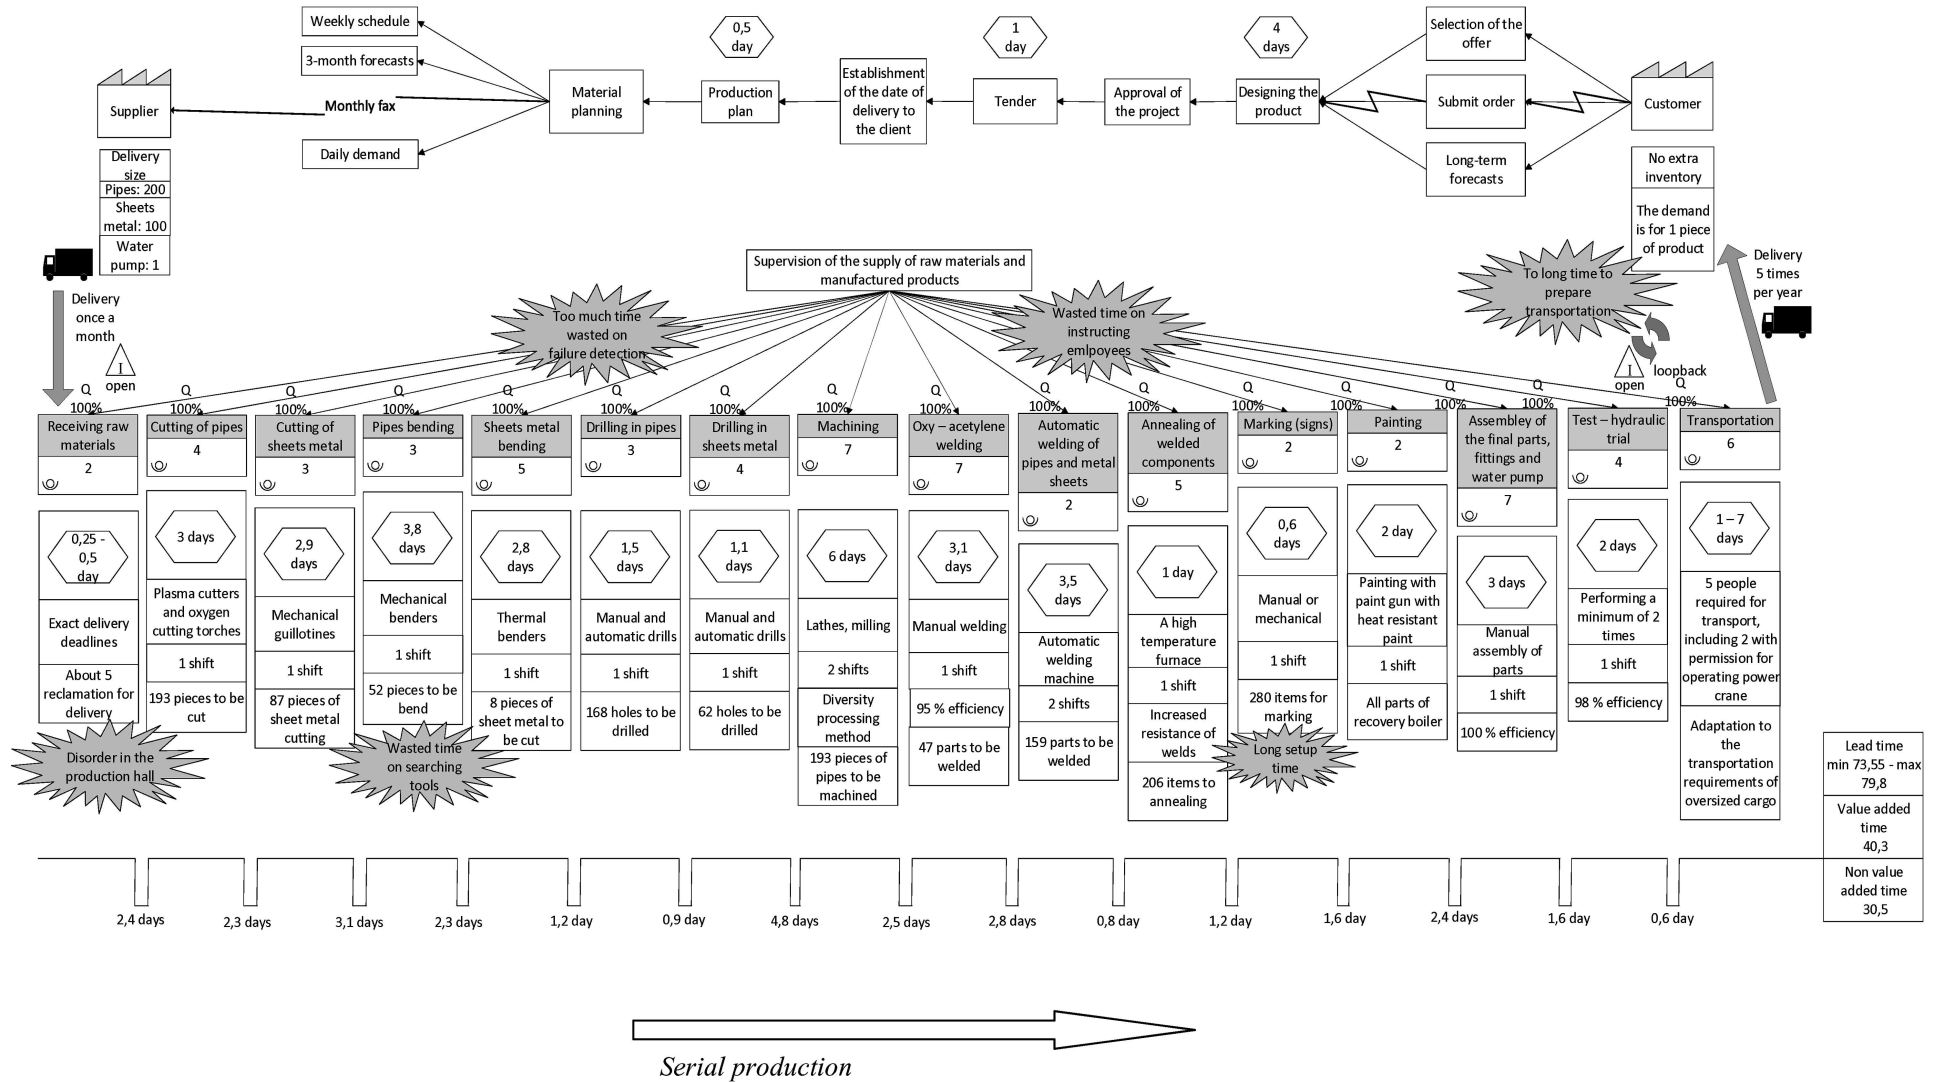 Weekly schedule
3-month forecasts
Monthly fax
Daily demand
Supplier
Material
planning
0,5
day
Production
plan
Establishment
of the date of
delivery to
the client
1
day
Tender
Approval of
the project
4
days
Designing the
product
Selection of the
offer
Submit order
Long-term
forecasts
Customer
Delivery
size
Pipes: 200
Sheets
metal: 100
Water
pump: 1
No extra
inventory
The demand
is for 1 piece
of product
Delivery
once a
month
I
open
Supervision of the supply of raw materials and
manufactured products
Too much time
wasted on
failure detection
Wasted time on
instructing
emlpoyees
To long time to
prepare
transportation
Delivery
5 times
per year
I
open
loopback
Q
100%
Receiving raw
materials
2
0,25 -
0,5
day
Exact delivery
deadlines
About 5
reclamation for
delivery
Disorder in the
production hall
Q
100%
Cutting of pipes
4
3 days
Plasma cutters
and oxygen
cutting torches
1 shift
193 pieces to be
cut
Q
100%
Cutting of
sheets metal
3
2,9
days
Mechanical
guillotines
1 shift
87 pieces of
sheet metal
cutting
Q
100%
Pipes bending
3
3,8
days
Mechanical
benders
1 shift
52 pieces to be
bend
Wasted time
on searching
tools
Q
100%
Sheets metal
bending
5
2,8
days
Thermal
benders
1 shift
8 pieces of
sheet metal to
be cut
Q
100%
Drilling in pipes
3
1,5
days
Manual and
automatic drills
1 shift
168 holes to be
drilled
Q
100%
Drilling in
sheets metal
4
1,1
days
Manual and
automatic drills
1 shift
62 holes to be
drilled
Q
100%
Machining
7
6 days
Lathes, milling
2 shifts
Diversity
processing
method
193 pieces of
pipes to be
machined
Q
100%
Oxy – acetylene
welding
7
3,1
days
Manual welding
1 shift
95 % efficiency
47 parts to be
welded
Q
100%
Automatic
welding of
pipes and metal
sheets
2
3,5
days
Automatic
welding
machine
2 shifts
159 parts to be
welded
Q
100%
Annealing of
welded
components
5
1 day
A high
temperature
furnace
1 shift
Increased
resistance of
welds
206 items to
annealing
Q
100%
Marking (signs)
2
0,6
days
Manual or
mechanical
1 shift
280 items for
marking
Long setup
time
Q
100%
Painting
2
2 day
Painting with
paint gun with
heat resistant
paint
1 shift
All parts of
recovery boiler
Q
100%
Assembley of
the final parts,
fittings and
water pump
7
3 days
Manual
assembly of
parts
1 shift
100 % efficiency
Q
100%
Test – hydraulic
trial
4
2 days
Performing a
minimum of 2
times
1 shift
98 % efficiency
Q
100%
Transportation
6
1 – 7
days
5 people
required for
transport,
including 2 with
permission for
operating power
crane
Adaptation to
the
transportation
requirements of
oversized cargo
Lead time
min 73,55 - max
79,8
Value added
time
40,3
Non value
added time
30,5
2,4 days
2,3 days
3,1 days
2,3 days
1,2 day
0,9 day
4,8 days
2,5 days
2,8 days
0,8 day
1,2 day
1,6 day
2,4 days
1,6 day
0,6 day
Serial production